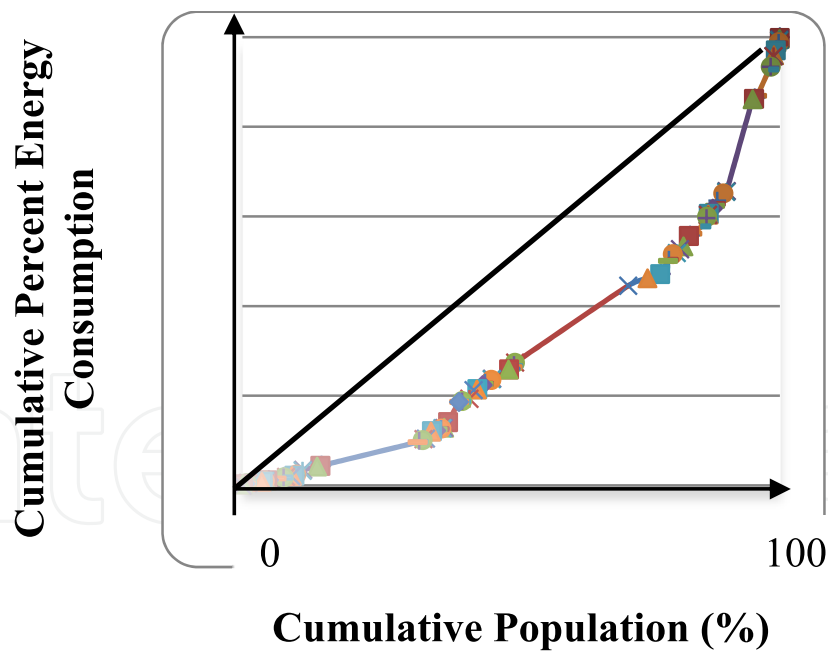 Cumulative Percent Energy
Consumption
0
100
Cumulative Population (%)